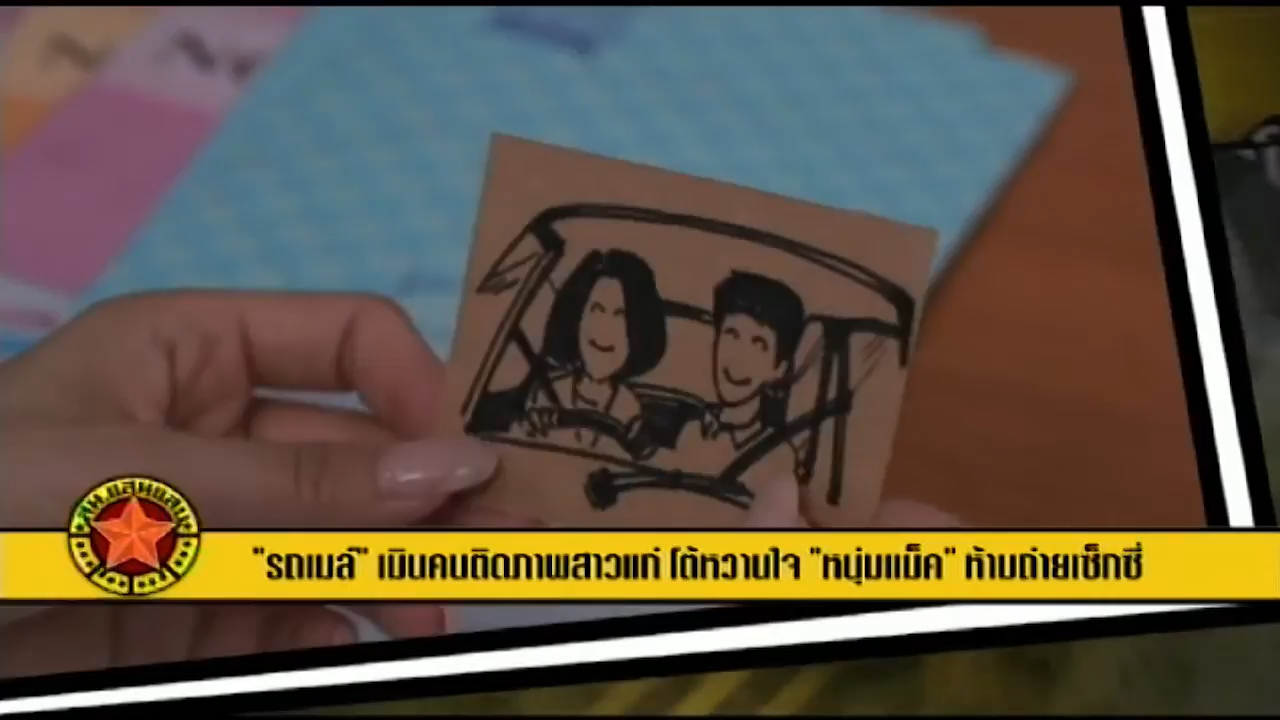 "รถเมล์" เมินคนติดภาพสาวแก่ โต้หวานใจ "หนุ่มแม็ค" ห้ามถ่ายเซ็กซี่